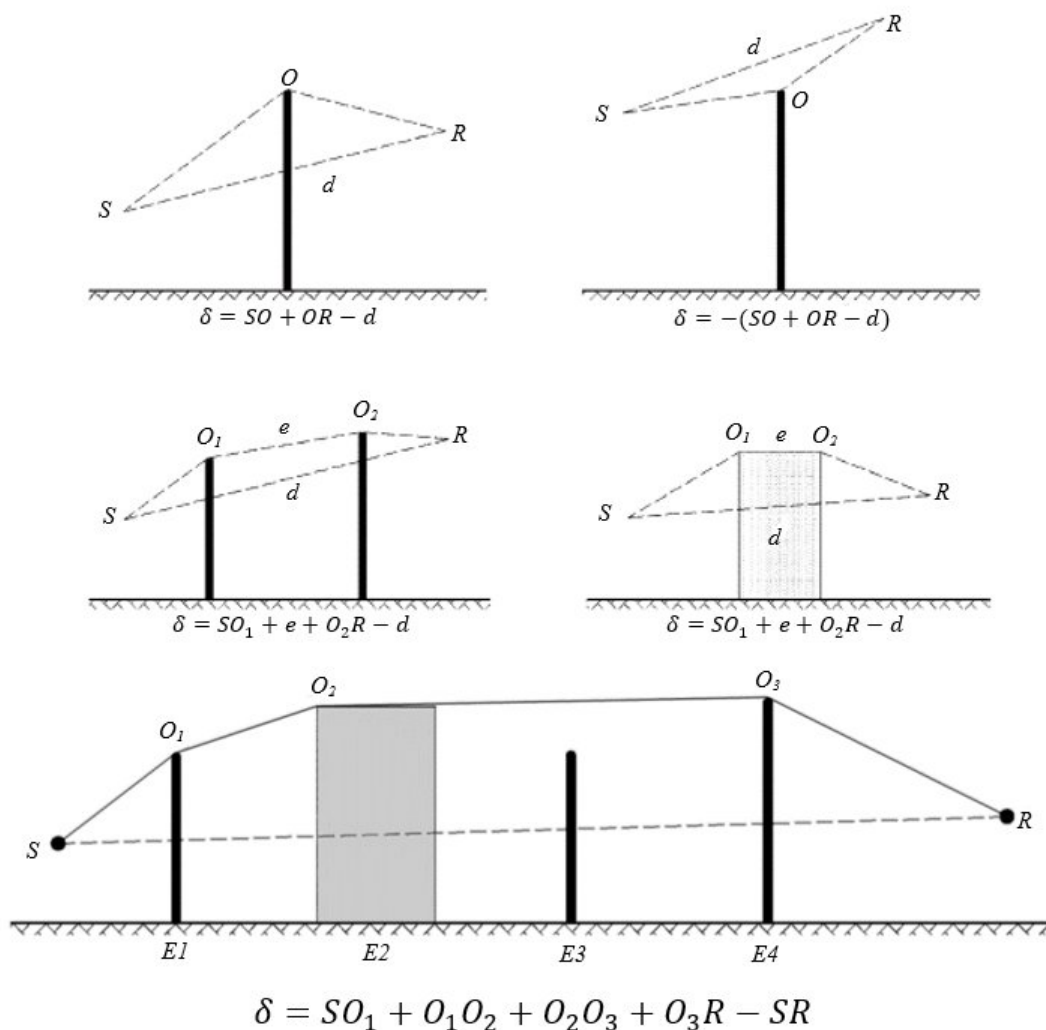 O
R
d
S
δ = SO + OR − d
R
d
O
S
δ = −(SO + OR − d)
O₂
e
O₁
R
d
S
δ = SO₁ + e + O₂R − d
O₁ e O₂
R
S
d
δ = SO₁ + e + O₂R − d
O₃
O₂
O₁
R
S
E1 E2 E3 E4
δ = SO₁ + O₁O₂ + O₂O₃ + O₃R − SR